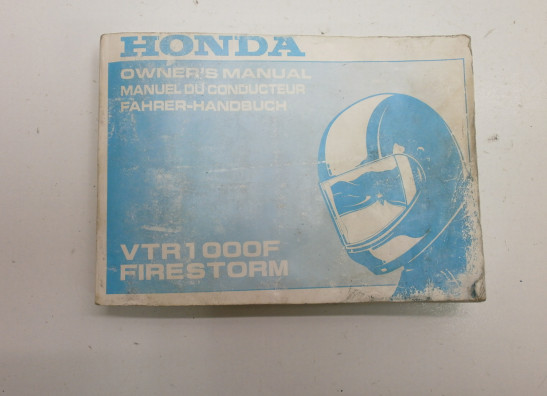 HONDA
OWNER'S MANUAL
MANUEL DU CONDUCTEUR
FAHRER-HANDBUCH
VTR1000F
FIRESTORM